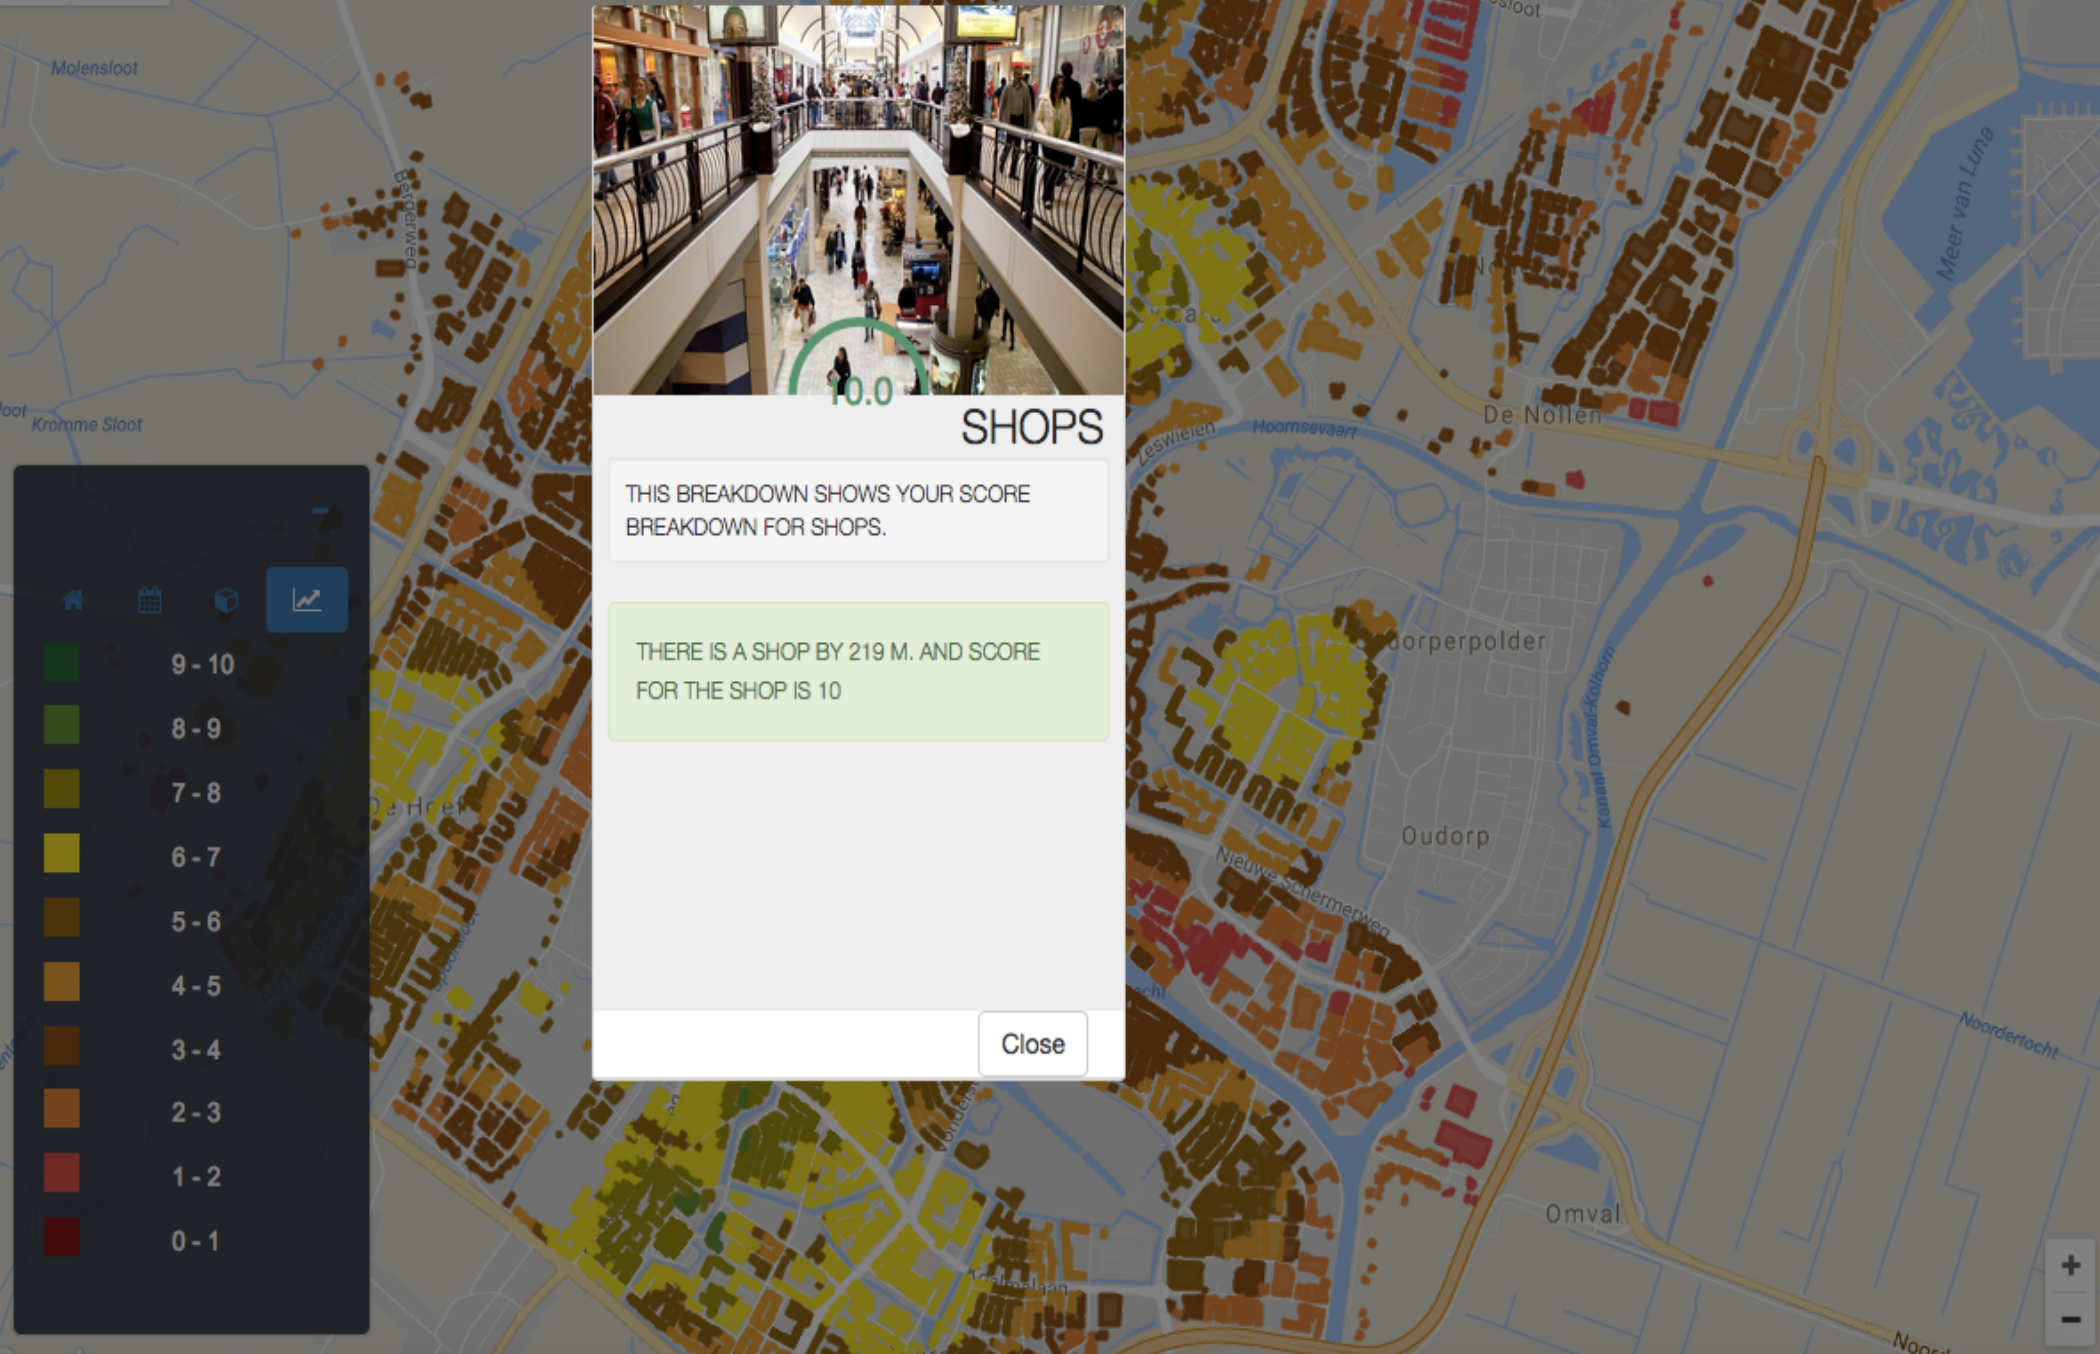 Molensloot
Bergerweg
Kromme Sloot
De Hoef
10.0
SHOPS
THIS BREAKDOWN SHOWS YOUR SCORE
BREAKDOWN FOR SHOPS.
THERE IS A SHOP BY 219 M. AND SCORE
FOR THE SHOP IS 10
Close
9 - 10
8 - 9
7 - 8
6 - 7
5 - 6
4 - 5
3 - 4
2 - 3
1 - 2
0 - 1
Meer van Luna
De Nollen
Zeswielen
Hoornsevaart
dorperpolder
Kanaal Omval-Kolhorn
Oudorp
Nieuwe Schermerweg
Noordertocht
Omval
+
−